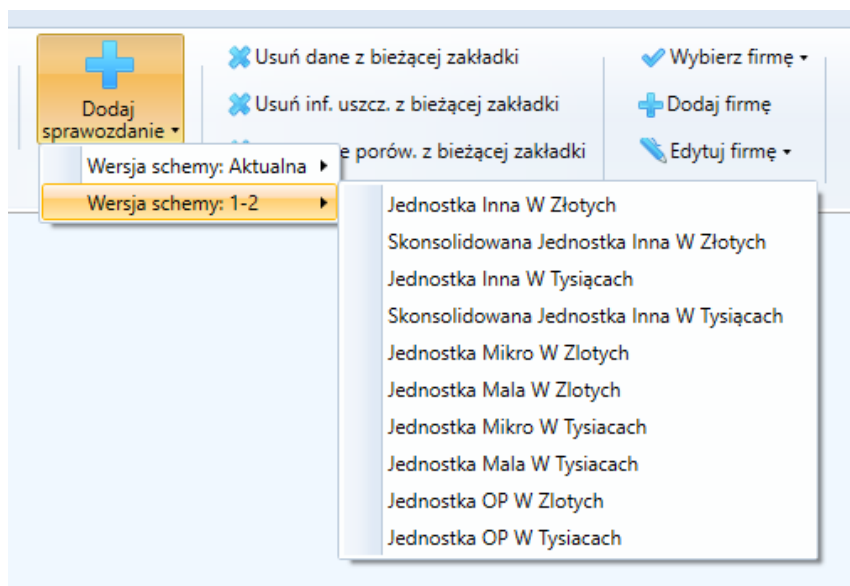 Dodaj
sprawozdanie
Usuń dane z bieżącej zakładki
Usuń inf. uszcz. z bieżącej zakładki
e porów. z bieżącej zakładki
Wybierz firmę
Dodaj firmę
Edytuj firmę
Wersja schemy: Aktualna
Wersja schemy: 1-2
Jednostka Inna W Złotych
Skonsolidowana Jednostka Inna W Złotych
Jednostka Inna W Tysiącach
Skonsolidowana Jednostka Inna W Tysiącach
Jednostka Mikro W Zlotych
Jednostka Mala W Zlotych
Jednostka Mikro W Tysiacach
Jednostka Mala W Tysiacach
Jednostka OP W Zlotych
Jednostka OP W Tysiacach